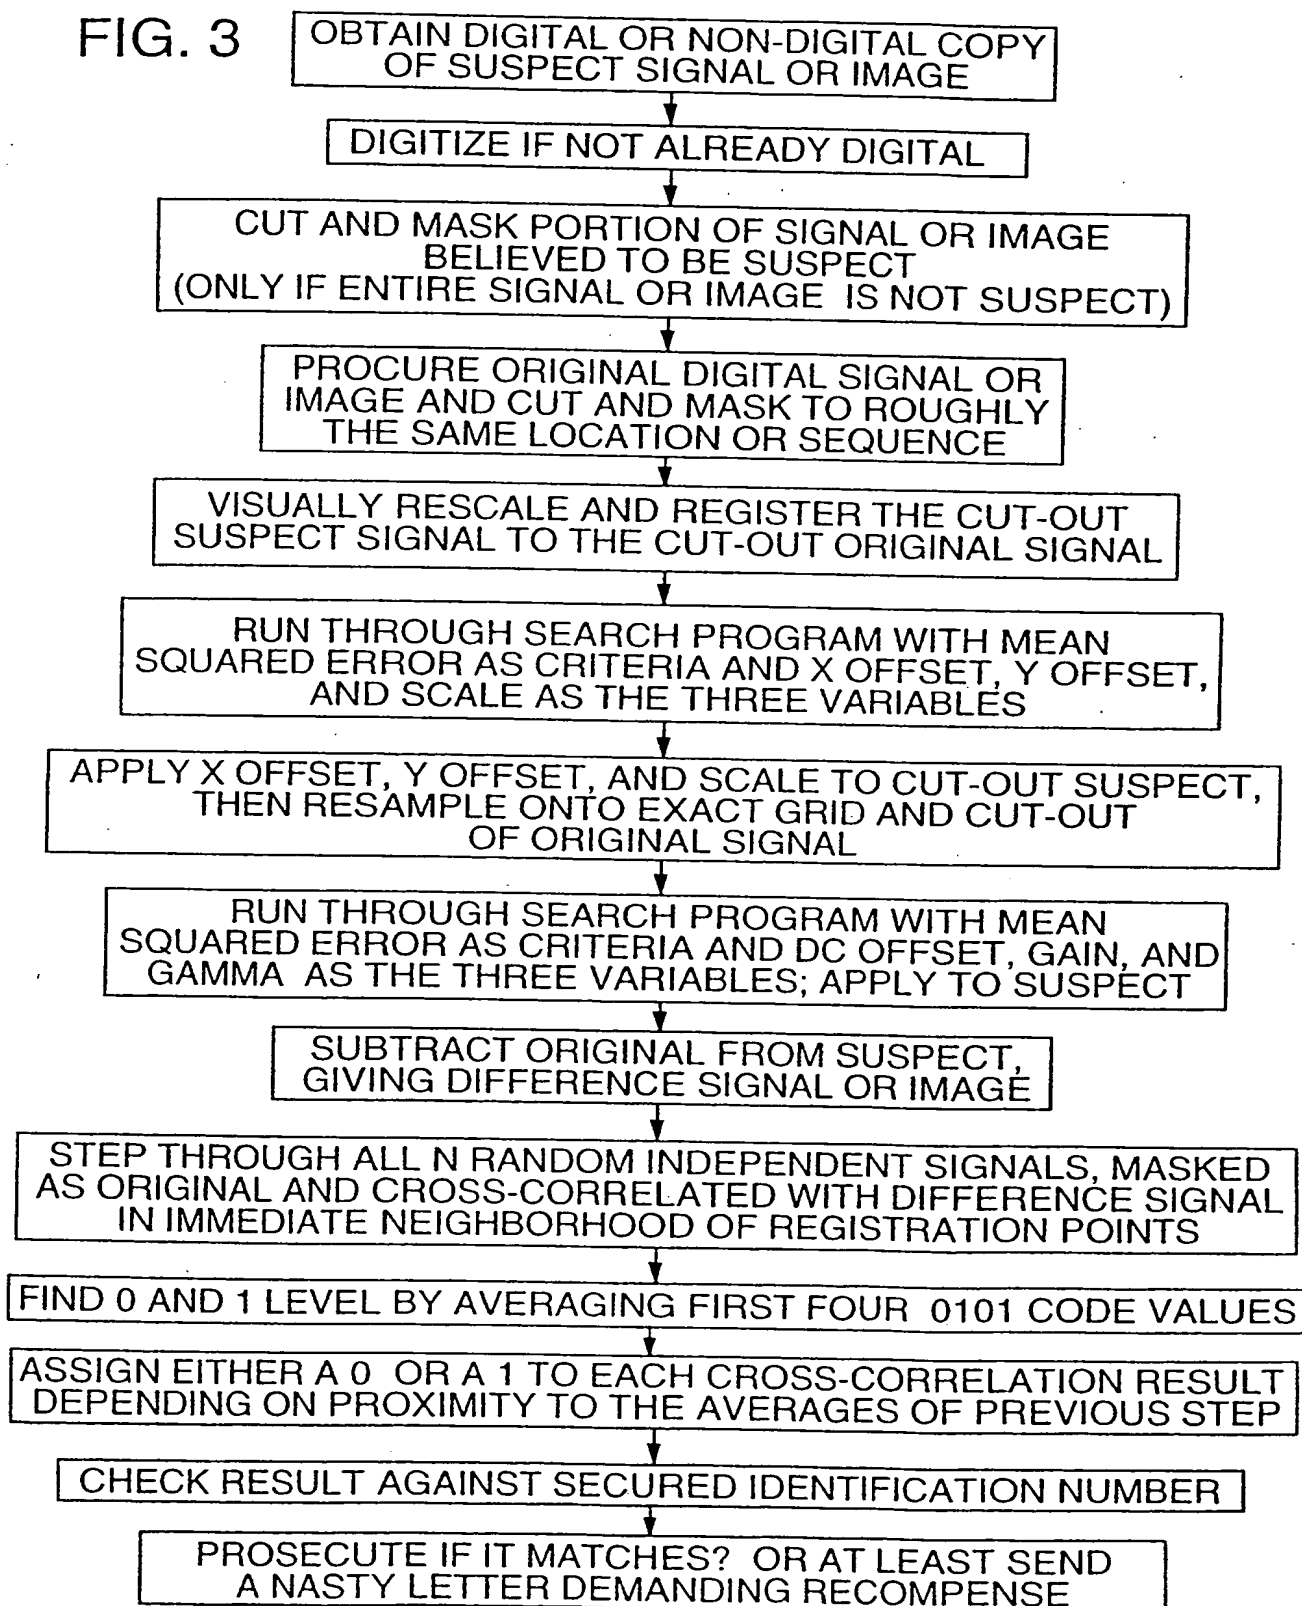 FIG. 3
OBTAIN DIGITAL OR NON-DIGITAL COPY
OF SUSPECT SIGNAL OR IMAGE
DIGITIZE IF NOT ALREADY DIGITAL
CUT AND MASK PORTION OF SIGNAL OR IMAGE
BELIEVED TO BE SUSPECT
(ONLY IF ENTIRE SIGNAL OR IMAGE IS NOT SUSPECT)
PROCURE ORIGINAL DIGITAL SIGNAL OR
IMAGE AND CUT AND MASK TO ROUGHLY
THE SAME LOCATION OR SEQUENCE
VISUALLY RESCALE AND REGISTER THE CUT-OUT
SUSPECT SIGNAL TO THE CUT-OUT ORIGINAL SIGNAL
RUN THROUGH SEARCH PROGRAM WITH MEAN
SQUARED ERROR AS CRITERIA AND X OFFSET, Y OFFSET,
AND SCALE AS THE THREE VARIABLES
APPLY X OFFSET, Y OFFSET, AND SCALE TO CUT-OUT SUSPECT,
THEN RESAMPLE ONTO EXACT GRID AND CUT-OUT
OF ORIGINAL SIGNAL
RUN THROUGH SEARCH PROGRAM WITH MEAN
SQUARED ERROR AS CRITERIA AND DC OFFSET, GAIN, AND
GAMMA AS THE THREE VARIABLES; APPLY TO SUSPECT
SUBTRACT ORIGINAL FROM SUSPECT,
GIVING DIFFERENCE SIGNAL OR IMAGE
STEP THROUGH ALL N RANDOM INDEPENDENT SIGNALS, MASKED
AS ORIGINAL AND CROSS-CORRELATED WITH DIFFERENCE SIGNAL
IN IMMEDIATE NEIGHBORHOOD OF REGISTRATION POINTS
FIND 0 AND 1 LEVEL BY AVERAGING FIRST FOUR 0101 CODE VALUES
ASSIGN EITHER A 0 OR A 1 TO EACH CROSS-CORRELATION RESULT
DEPENDING ON PROXIMITY TO THE AVERAGES OF PREVIOUS STEP
CHECK RESULT AGAINST SECURED IDENTIFICATION NUMBER
PROSECUTE IF IT MATCHES? OR AT LEAST SEND
A NASTY LETTER DEMANDING RECOMPENSE